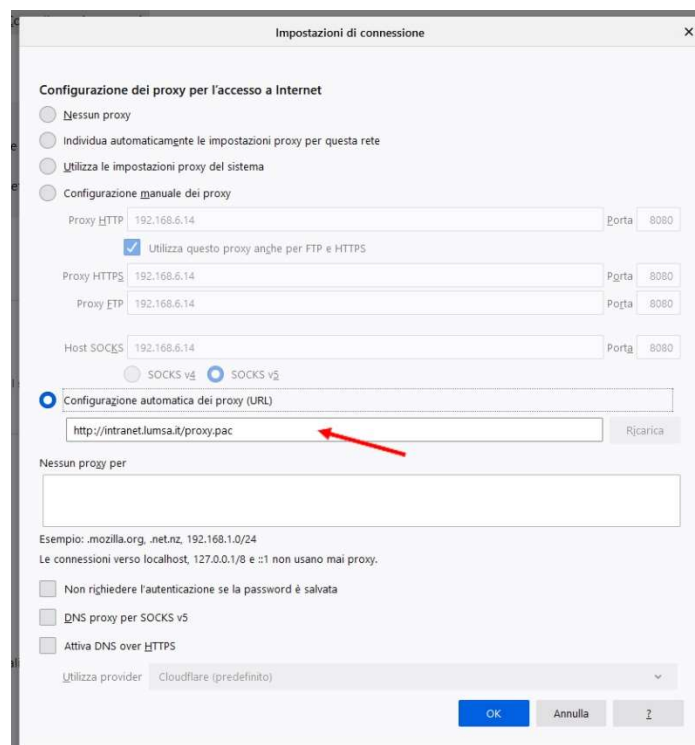 Impostazioni di connessione
Configurazione dei proxy per l'accesso a Internet
Nessun proxy
Individua automaticamente le impostazioni proxy per questa rete
Utilizza le impostazioni proxy del sistema
Configurazione manuale dei proxy
Proxy HTTP 192.168.6.14 Porta 8080
Utilizza questo proxy anche per FTP e HTTPS
Proxy HTTPS 192.168.6.14 Porta 8080
Proxy FTP 192.168.6.14 Porta 8080
Host SOCKS 192.168.6.14 Porta 8080
SOCKS v4 SOCKS v5
Configurazione automatica dei proxy (URL)
http://intranet.lumsa.it/proxy.pac Ricarica
Nessun proxy per
Esempio: .mozilla.org, .net.nz, 192.168.1.0/24
Le connessioni verso localhost, 127.0.0.1/8 e ::1 non usano mai proxy.
Non richiedere l'autenticazione se la password è salvata
DNS proxy per SOCKS v5
Attiva DNS over HTTPS
Utilizza provider Cloudflare (predefinito)
OK Annulla ?